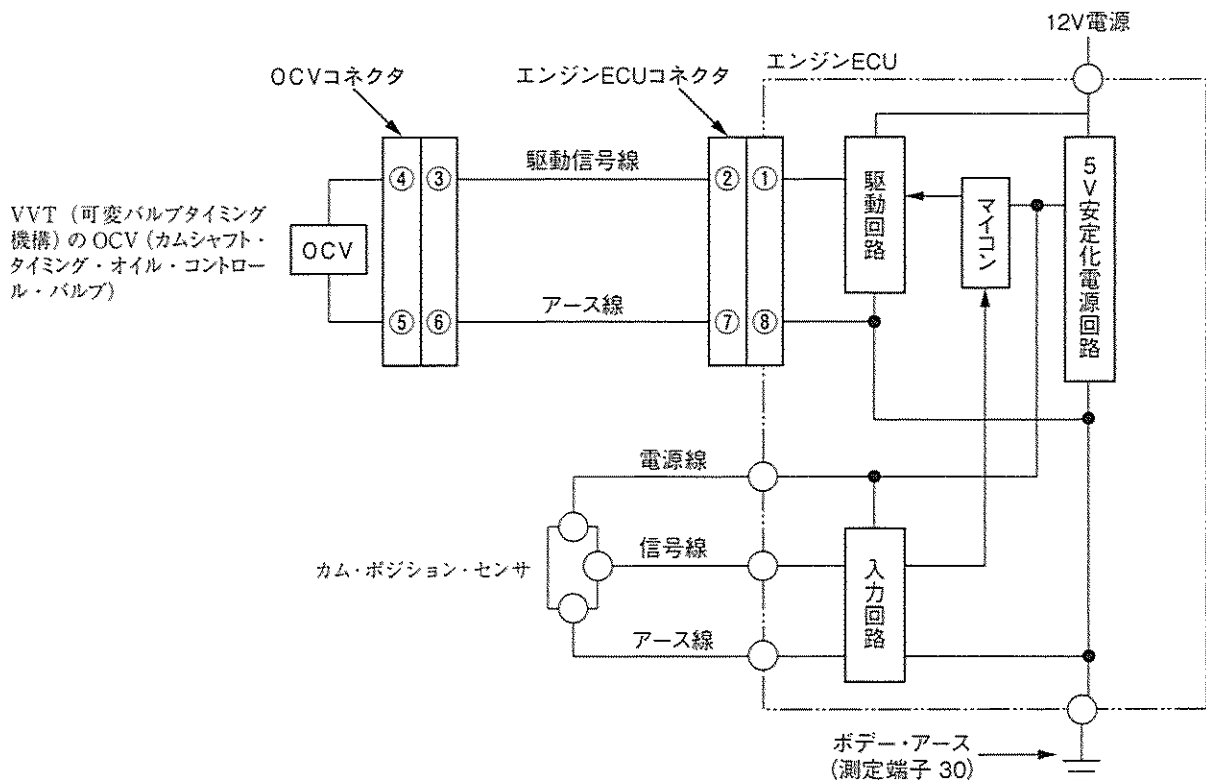 12V電源
エンジンECU
OCVコネクタ
エンジンECUコネクタ
駆動信号線
④
③
②
①
駆動回路
マイコン
5V安定化電源回路
VVT（可変バルブタイミング
機構）のOCV（カムシャフト・
タイミング・オイル・コントロー
ル・バルブ）
OCV
アース線
⑤
⑥
⑦
⑧
電源線
信号線
カム・ポジション・センサ
入力回路
アース線
ボデー・アース
（測定端子 30）